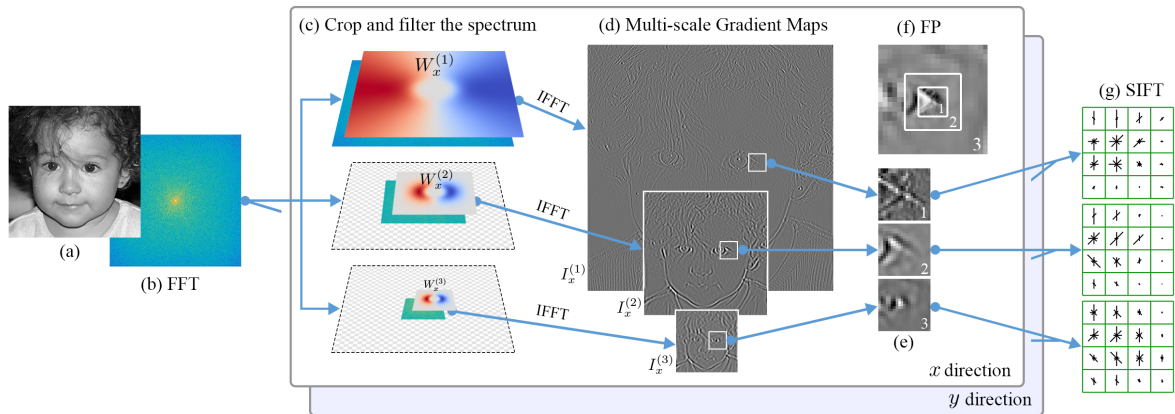 (c) Crop and filter the spectrum
(d) Multi-scale Gradient Maps
(f) FP
W_x^{(1)}
IFFT
1
2
3
(g) SIFT
W_x^{(2)}
IFFT
1
(a)
(b) FFT
2
I_x^{(1)}
W_x^{(3)}
I_x^{(2)}
IFFT
3
(e)
I_x^{(3)}
x direction
y direction